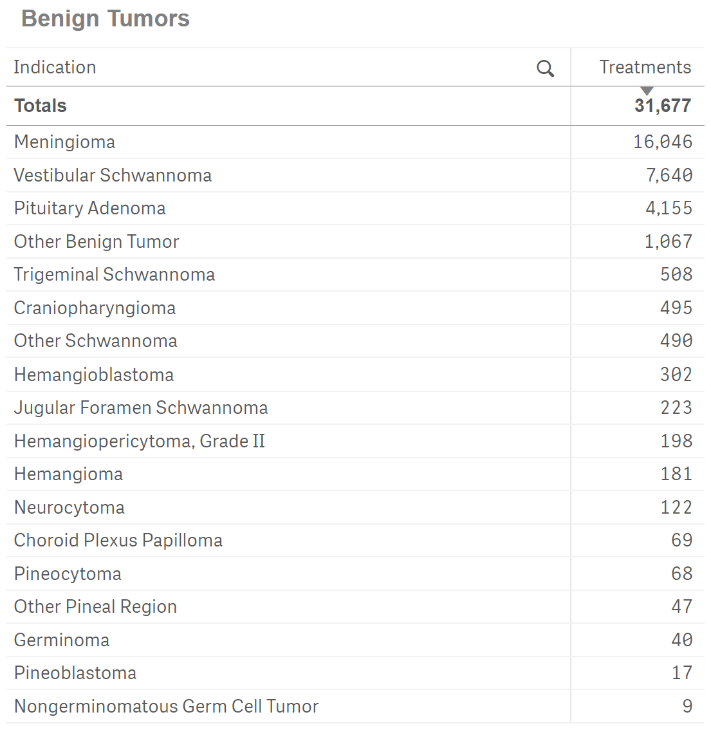 Benign Tumors
Indication Treatments
Totals 31,677
Meningioma 16,046
Vestibular Schwannoma 7,640
Pituitary Adenoma 4,155
Other Benign Tumor 1,067
Trigeminal Schwannoma 508
Craniopharyngioma 495
Other Schwannoma 490
Hemangioblastoma 302
Jugular Foramen Schwannoma 223
Hemangiopericytoma, Grade II 198
Hemangioma 181
Neurocytoma 122
Choroid Plexus Papilloma 69
Pineocytoma 68
Other Pineal Region 47
Germinoma 40
Pineoblastoma 17
Nongerminomatous Germ Cell Tumor 9